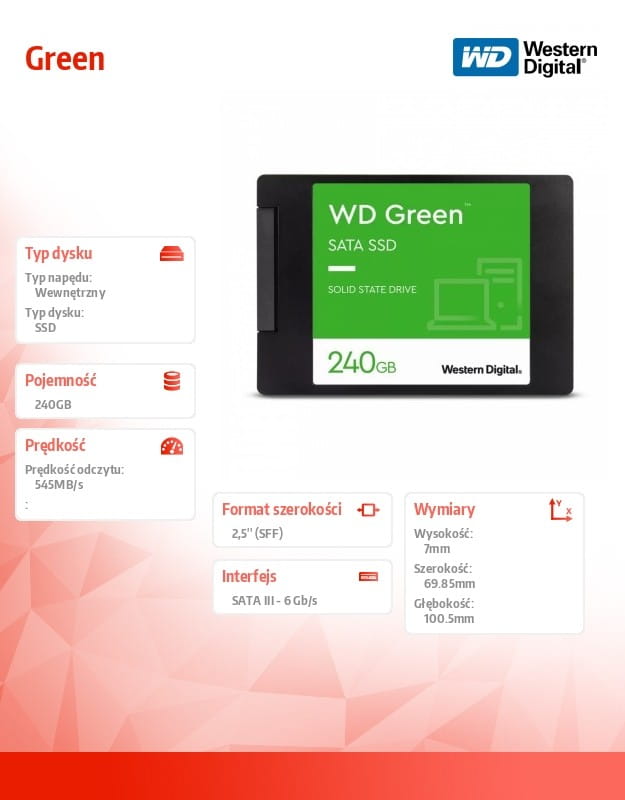 Green
WD Western
Digital®
WD Green™
SATA SSD
SOLID STATE DRIVE
240GB
Western Digital®
Typ dysku
Typ napędu:
Wewnętrzny
Typ dysku:
SSD
Pojemność
240GB
Prędkość
Prędkość odczytu:
545MB/s
:
Format szerokości
2,5'' (SFF)
Interfejs
SATA III - 6 Gb/s
Wymiary
Y
X
Wysokość:
7mm
Szerokość:
69.85mm
Głębokość:
100.5mm